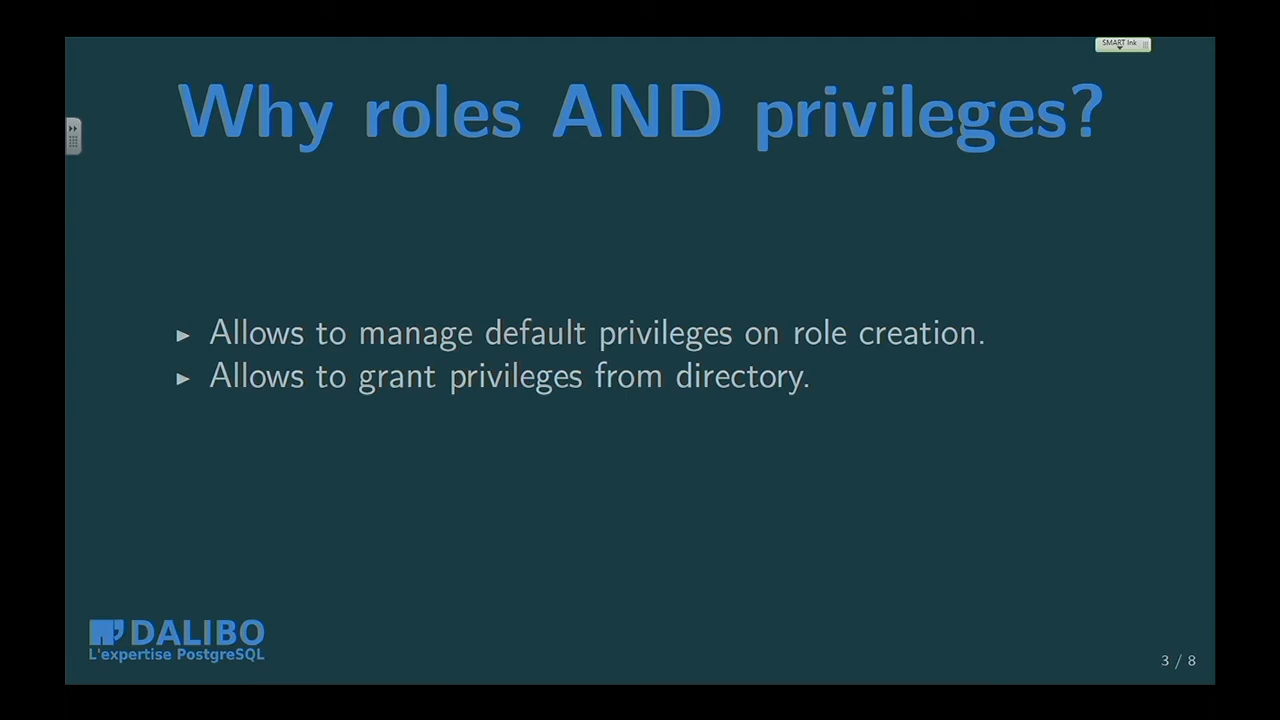 SMART Ink
Why roles AND privileges?
Allows to manage default privileges on role creation.
Allows to grant privileges from directory.
DALIBO
L'expertise PostgreSQL
3 / 8